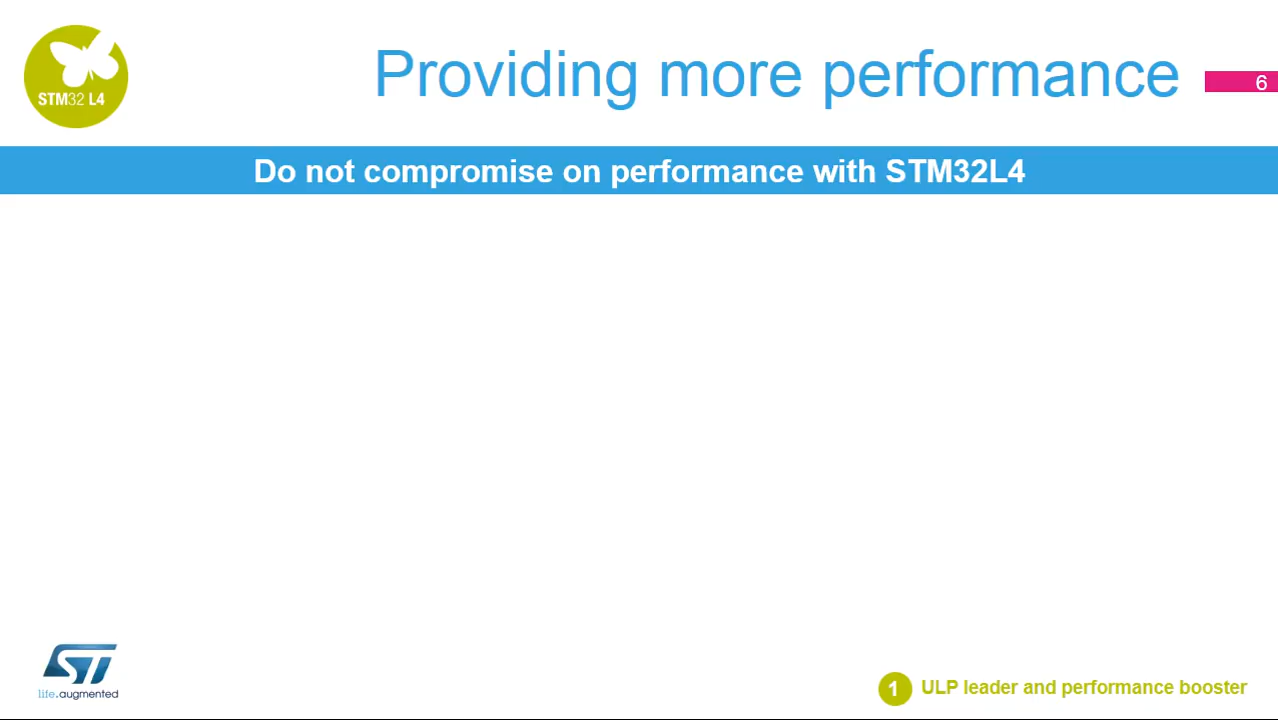 STM32 L4
Providing more performance
6
Do not compromise on performance with STM32L4
ST
life.augmented
1 ULP leader and performance booster